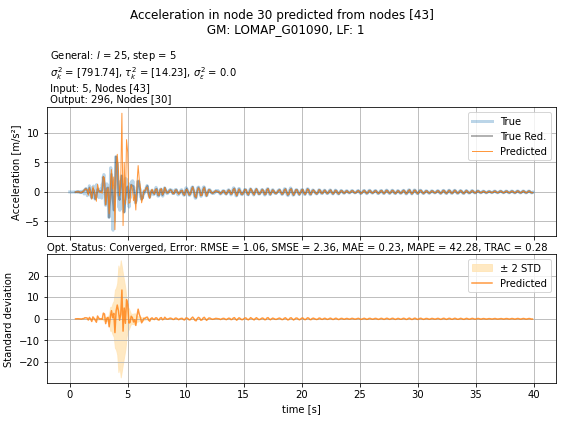 Acceleration in node 30 predicted from nodes [43]
GM: LOMAP_G01090, LF: 1
General: l = 25, step = 5
σ²ₖ = [791.74], τ²ₖ = [14.23], σ²ε = 0.0
Input: 5, Nodes [43]
Output: 296, Nodes [30]
Acceleration [m/s²]
10
5
0
−5
True
True Red.
Predicted
Opt. Status: Converged, Error: RMSE = 1.06, SMSE = 2.36, MAE = 0.23, MAPE = 42.28, TRAC = 0.28
Standard deviation
20
10
0
−10
−20
± 2 STD
Predicted
0 5 10 15 20 25 30 35 40
time [s]